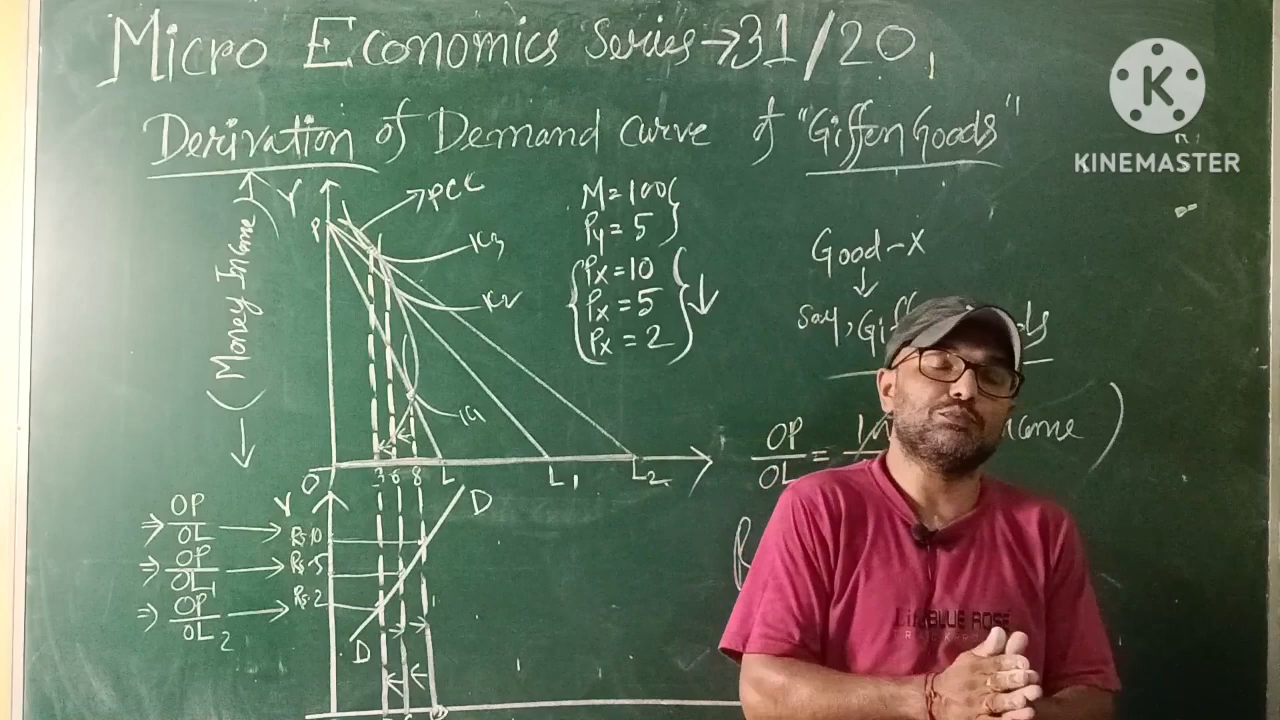 Micro Economics Series→31/20,
Derivation of Demand curve of "Giffen Goods"
K
KINEMASTER
(Money Income)
Y
PCC
P
IC3
IC2
IC1
M=100
Py = 5
Px=10
Px=5
Px = 2
Good-X
Say,
OP/OL =
O 3 6 8 L L1 L2
Y
D
⇒ OP/OL → Rs.10
⇒ OP/OL1 → Rs.5
⇒ OP/OL2 → Rs.2
D
BLUE ROSE